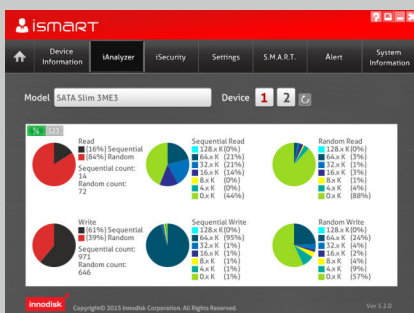 ismart
Device Information
iAnalyzer
iSecurity
Settings
S.M.A.R.T.
Alert
System Information
Model SATA Slim 3ME3 Device 1 2
% 123
Read
(16%) Sequential
(84%) Random
Sequential count:
14
Random count:
72
Sequential Read
128.x K(0%)
64.x K (21%)
32.x K (21%)
16.x K (14%)
8.x K (0%)
4.x K (0%)
0.x K (44%)
Random Read
128.x K(0%)
64.x K (3%)
32.x K (1%)
16.x K (3%)
8.x K (1%)
4.x K (4%)
0.x K (88%)
Write
(61%) Sequential
(39%) Random
Sequential count:
971
Random count:
646
Sequential Write
128.x K(0%)
64.x K (95%)
32.x K (1%)
16.x K (1%)
8.x K (1%)
4.x K (1%)
0.x K (1%)
Random Write
128.x K(0%)
64.x K (24%)
32.x K (4%)
16.x K (2%)
8.x K (4%)
4.x K (9%)
0.x K (57%)
innodisk Copyright© 2015 Innodisk Corporation. All Rights Reserved. Ver 5.2.0